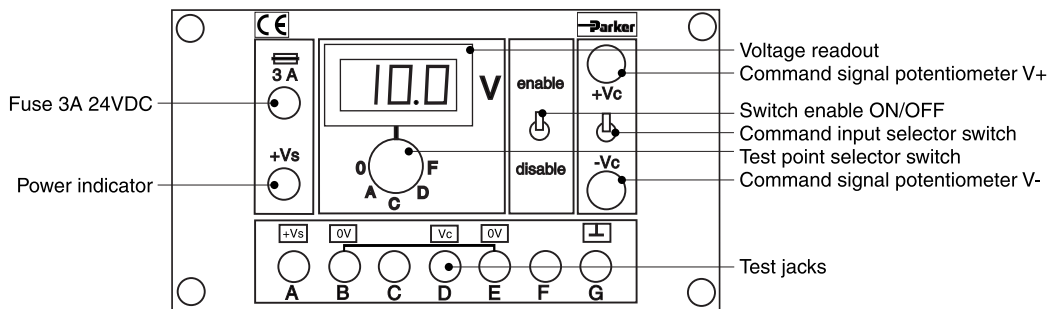 CE
Parker
3 A
+Vs
10.0
V
0
A
C
D
F
enable
disable
+Vc
-Vc
+Vs
0V
Vc
0V
A
B
C
D
E
F
G
Fuse 3A 24VDC
Power indicator
Voltage readout
Command signal potentiometer V+
Switch enable ON/OFF
Command input selector switch
Test point selector switch
Command signal potentiometer V-
Test jacks